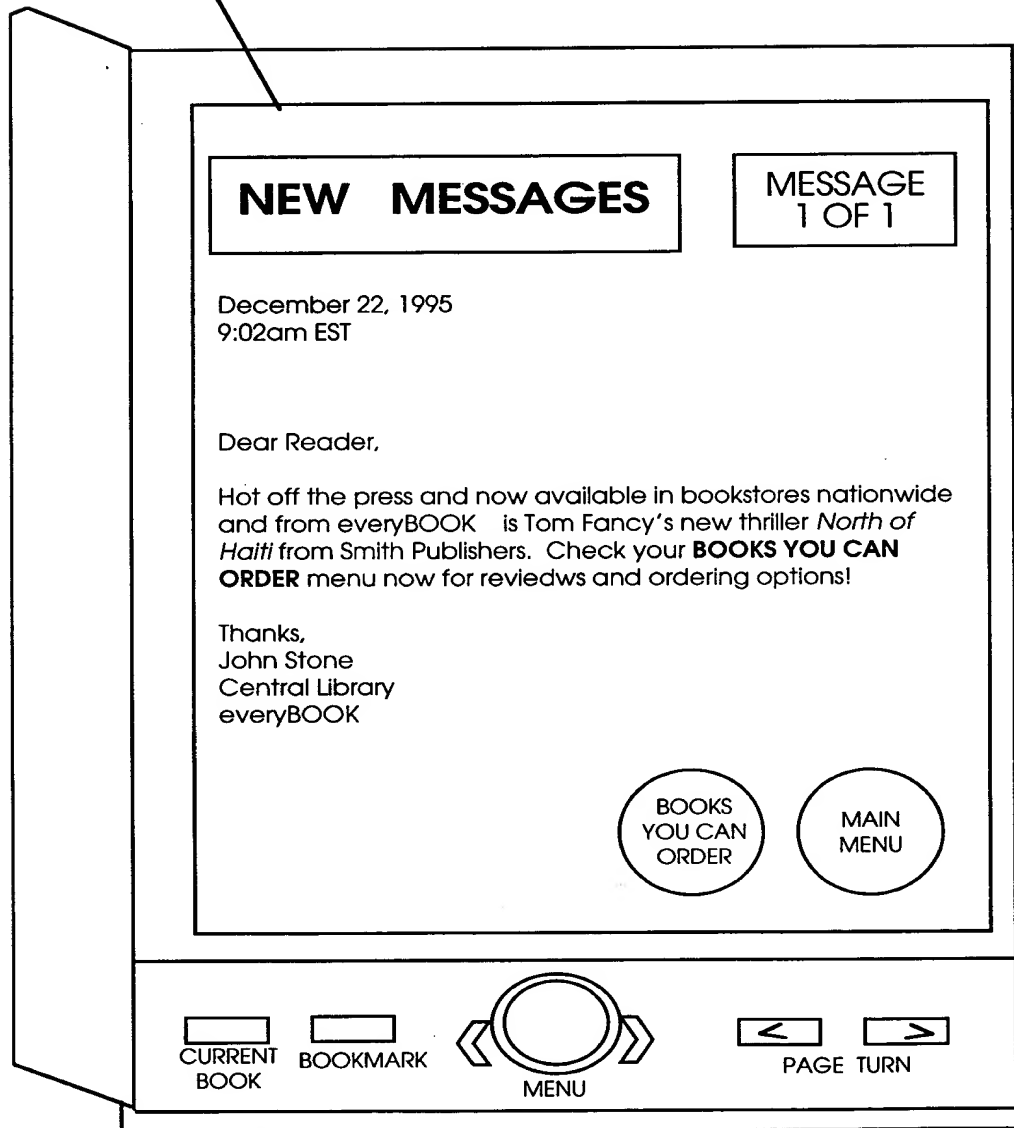 NEW MESSAGES
MESSAGE
1 OF 1
December 22, 1995
9:02am EST
Dear Reader,
Hot off the press and now available in bookstores nationwide
and from everyBOOK is Tom Fancy's new thriller North of
Haiti from Smith Publishers. Check your BOOKS YOU CAN
ORDER menu now for reviedws and ordering options!
Thanks,
John Stone
Central Library
everyBOOK
BOOKS
YOU CAN
ORDER
MAIN
MENU
CURRENT
BOOK
BOOKMARK
MENU
< >
PAGE TURN